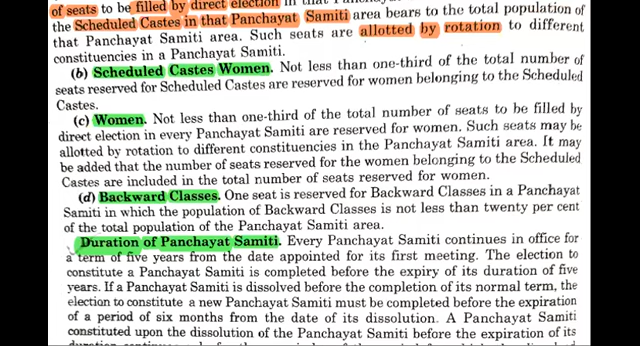 of seats to be filled by direct election in that Panchayat
the Scheduled Castes in that Panchayat Samiti area bears to the total population of
that Panchayat Samiti area. Such seats are allotted by rotation to different
constituencies in a Panchayat Samiti.
(b) Scheduled Castes Women. Not less than one-third of the total number of
seats reserved for Scheduled Castes are reserved for women belonging to the Scheduled
Castes.
(c) Women. Not less than one-third of the total number of seats to be filled by
direct election in every Panchayat Samiti are reserved for women. Such seats may be
allotted by rotation to different constituencies in the Panchayat Samiti area. It may
be added that the number of seats reserved for the women belonging to the Scheduled
Castes are included in the total number of seats reserved for women.
(d) Backward Classes. One seat is reserved for Backward Classes in a Panchayat
Samiti in which the population of Backward Classes is not less than twenty per cent
of the total population of the Panchayat Samiti area.
Duration of Panchayat Samiti. Every Panchayat Samiti continues in office for
a term of five years from the date appointed for its first meeting. The election to
constitute a Panchayat Samiti is completed before the expiry of its duration of five
years. If a Panchayat Samiti is dissolved before the completion of its normal term, the
election to constitute a new Panchayat Samiti must be completed before the expiration
of a period of six months from the date of its dissolution. A Panchayat Samiti
constituted upon the dissolution of the Panchayat Samiti before the expiration of its